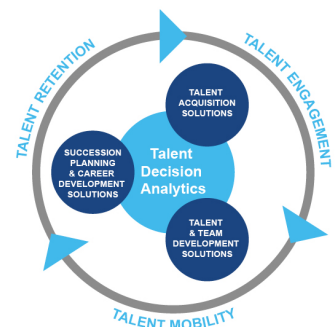 TALENT RETENTION
TALENT ENGAGEMENT
TALENT
ACQUISITION
SOLUTIONS
SUCCESSION
PLANNING
& CAREER
DEVELOPMENT
SOLUTIONS
Talent
Decision
Analytics
TALENT
& TEAM
DEVELOPMENT
SOLUTIONS
TALENT MOBILITY